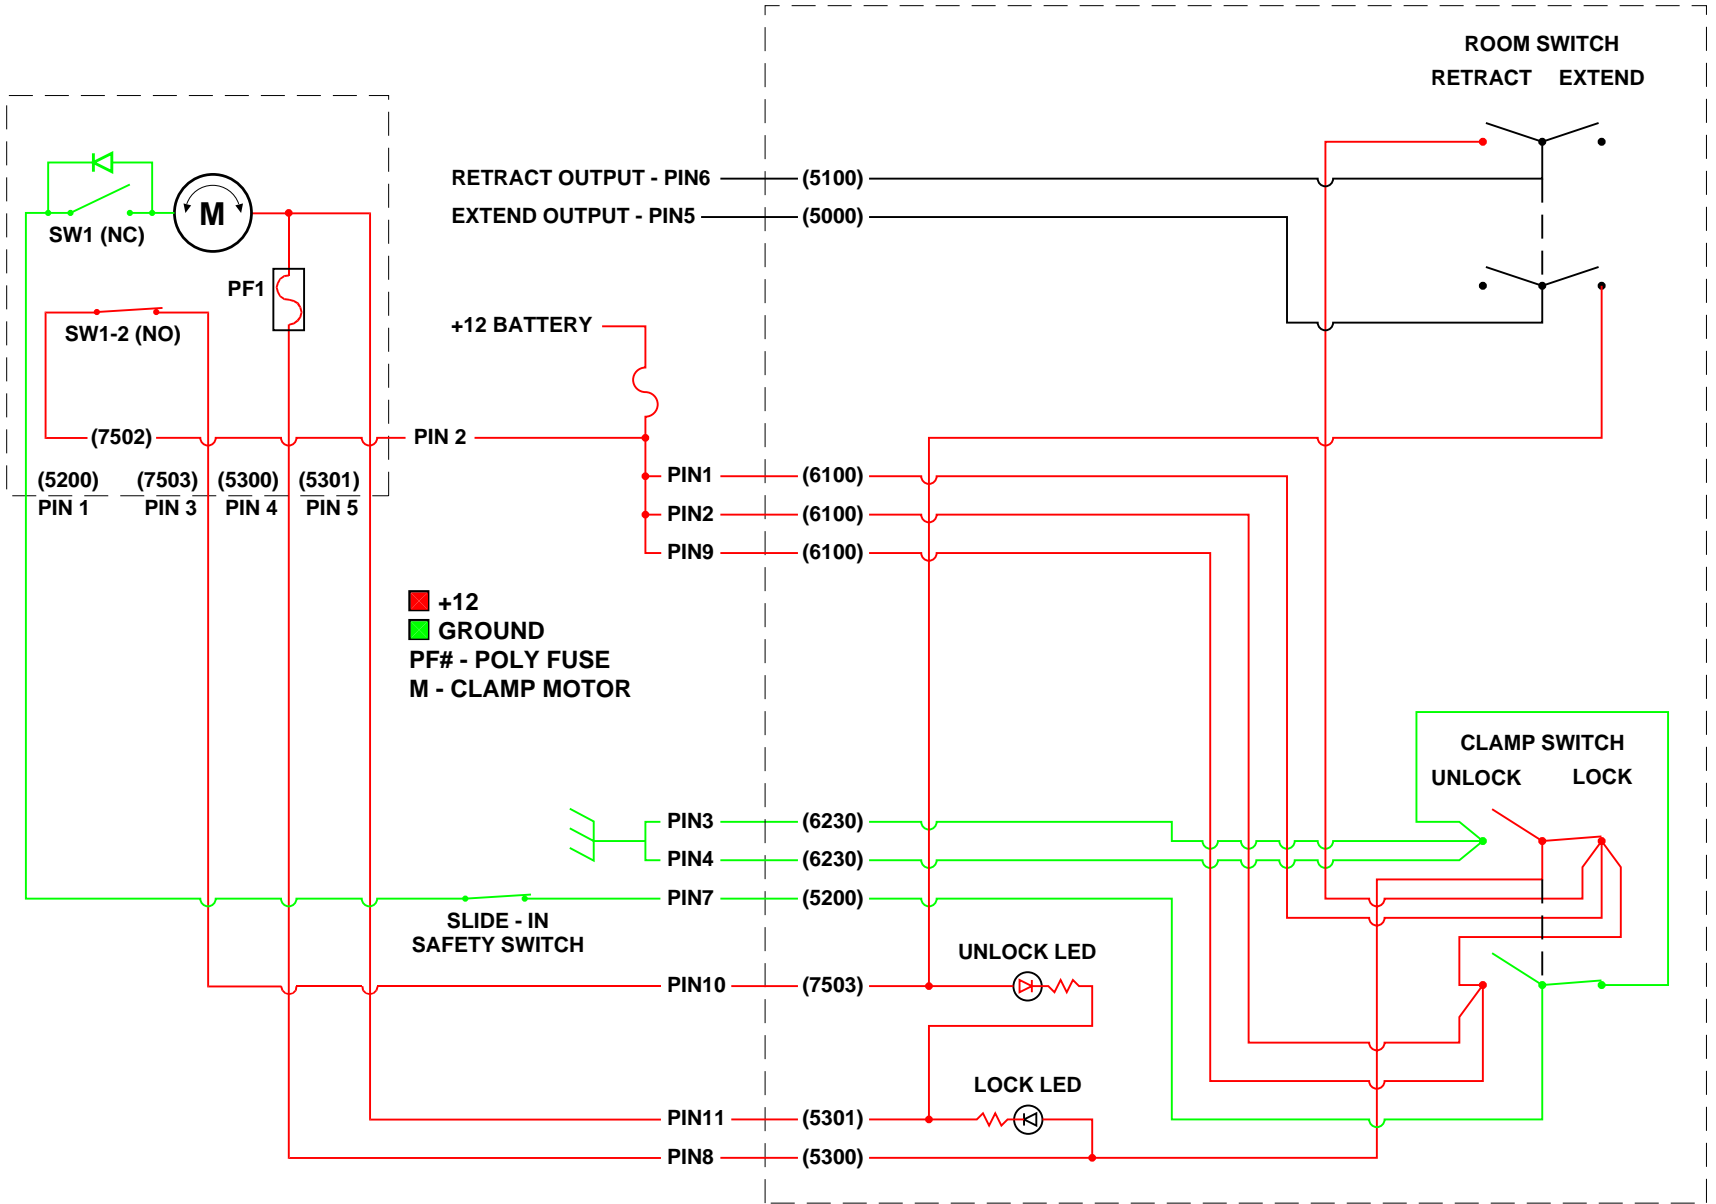 ROOM SWITCH
RETRACT EXTEND
RETRACT OUTPUT - PIN6 (5100)
EXTEND OUTPUT - PIN5 (5000)
M
SW1 (NC)
PF1
SW1-2 (NO)
+12 BATTERY
(7502) PIN 2
(5200) (7503) (5300) (5301)
PIN 1 PIN 3 PIN 4 PIN 5
PIN1 (6100)
PIN2 (6100)
PIN9 (6100)
+12
GROUND
PF# - POLY FUSE
M - CLAMP MOTOR
CLAMP SWITCH
UNLOCK LOCK
PIN3 (6230)
PIN4 (6230)
PIN7 (5200)
SLIDE - IN
SAFETY SWITCH
UNLOCK LED
PIN10 (7503)
LOCK LED
PIN11 (5301)
PIN8 (5300)